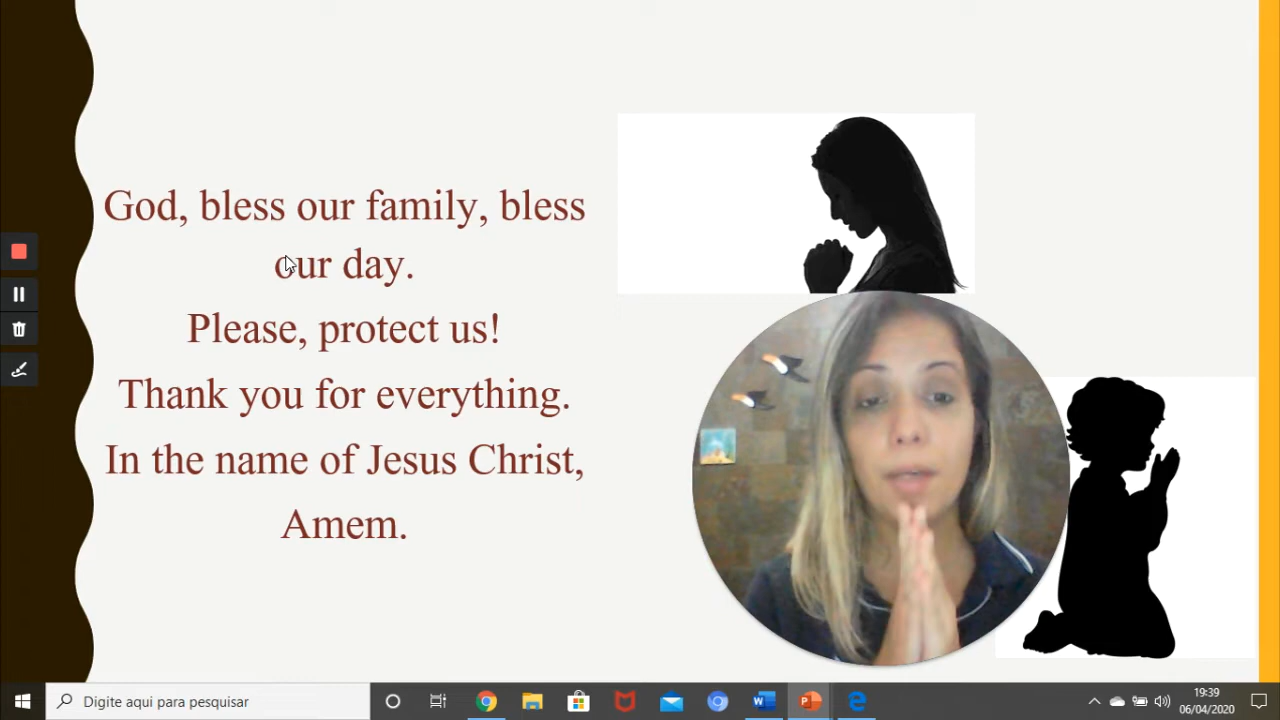 God, bless our family, bless
our day.
Please, protect us!
Thank you for everything.
In the name of Jesus Christ,
Amem.
Digite aqui para pesquisar
19:39
06/04/2020